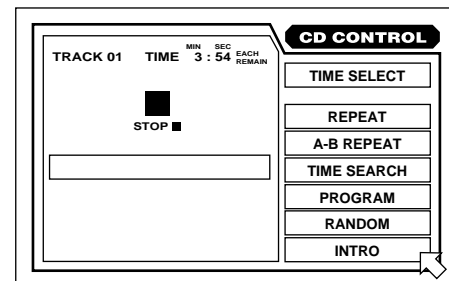 CD CONTROL
MIN SEC
TRACK 01 TIME 3 : 54 EACH REMAIN
STOP
TIME SELECT
REPEAT
A-B REPEAT
TIME SEARCH
PROGRAM
RANDOM
INTRO